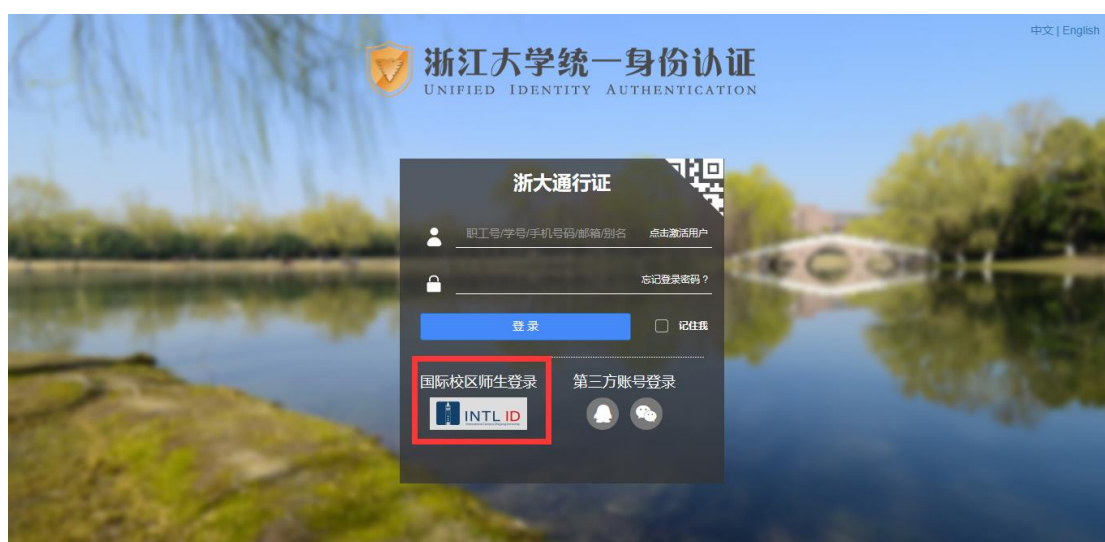 中文 | English
浙江大学统一身份认证
UNIFIED IDENTITY AUTHENTICATION
浙大通行证
职工号/学号/手机号码/邮箱/别名 点击激活用户
忘记登录密码？
登 录 记住我
国际校区师生登录 第三方账号登录
INTL ID